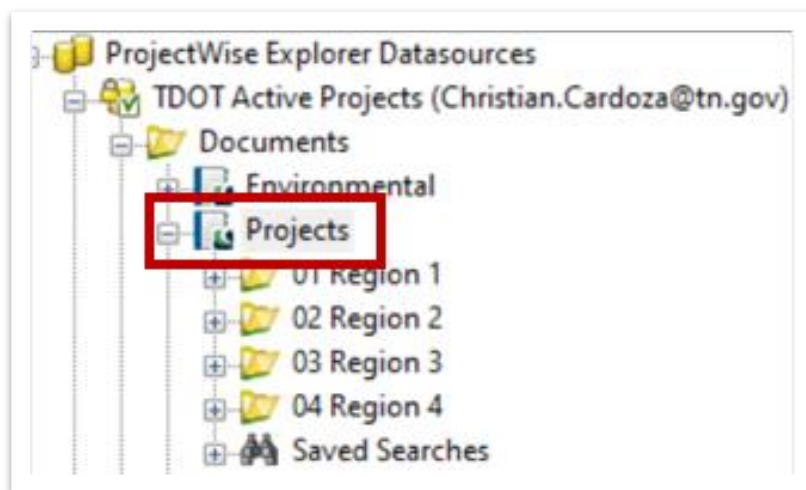 ProjectWise Explorer Datasources
TDOT Active Projects (Christian.Cardoza@tn.gov)
Documents
Environmental
Projects
01 Region 1
02 Region 2
03 Region 3
04 Region 4
Saved Searches